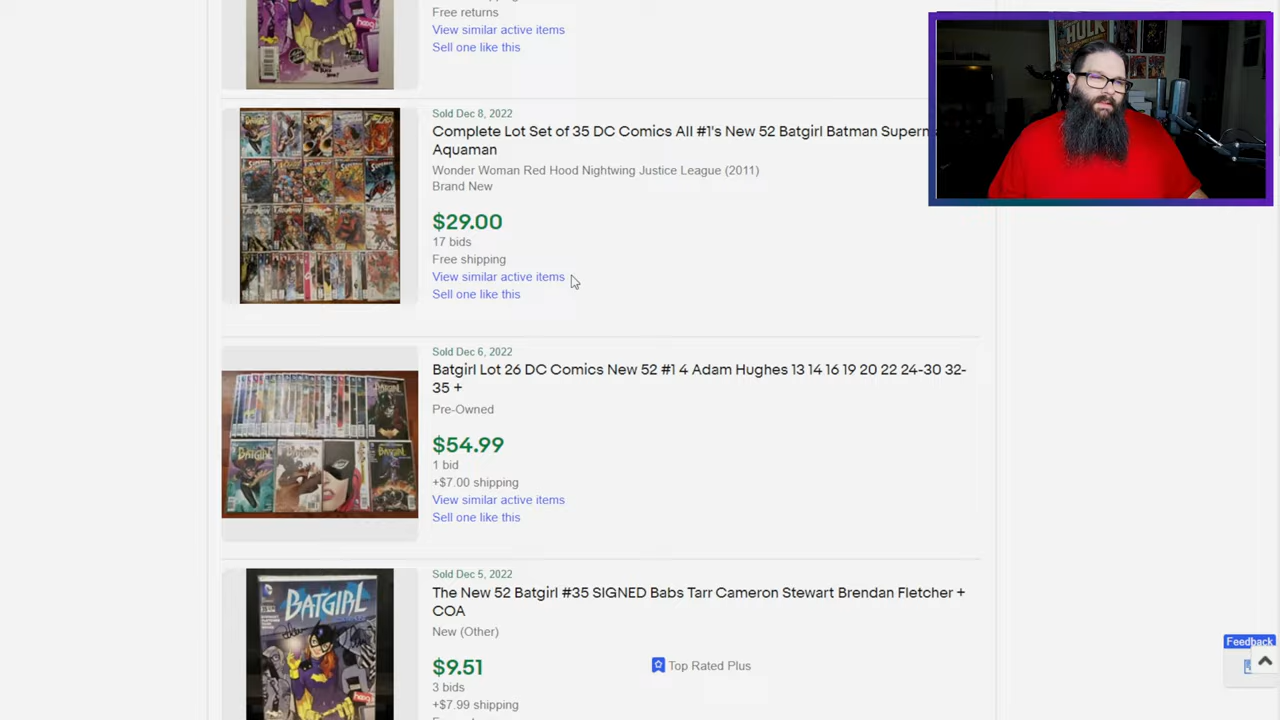 Free returns
View similar active items
Sell one like this
HULK
Sold Dec 8, 2022
Complete Lot Set of 35 DC Comics All #1's New 52 Batgirl Batman
Aquaman
Wonder Woman Red Hood Nightwing Justice League (2011)
Brand New
$29.00
17 bids
Free shipping
View similar active items
Sell one like this
Sold Dec 6, 2022
Batgirl Lot 26 DC Comics New 52 #1 4 Adam Hughes 13 14 16 19 20 22 24-30 32-
35 +
Pre-Owned
$54.99
1 bid
+$7.00 shipping
View similar active items
Sell one like this
BATGIRL
Sold Dec 5, 2022
The New 52 Batgirl #35 SIGNED Babs Tarr Cameron Stewart Brendan Fletcher +
COA
New (Other)
$9.51
Top Rated Plus
3 bids
+$7.99 shipping
BATGIRL
Feedback